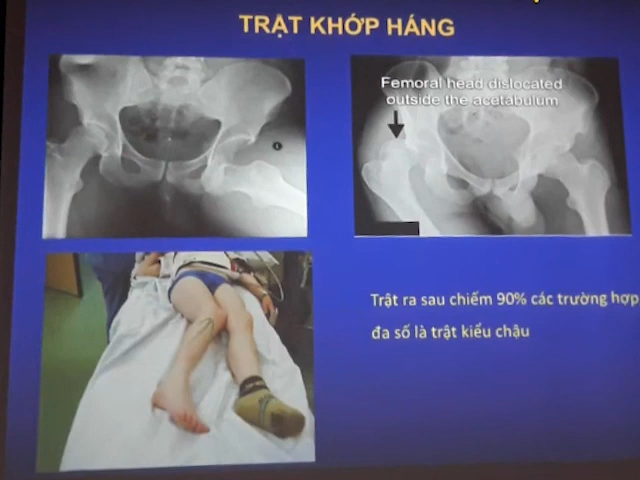 TRẬT KHỚP HÁNG
Femoral head dislocated
outside the acetabulum
Trật ra sau chiếm 90% các trường hợp
đa số là trật kiểu chậu